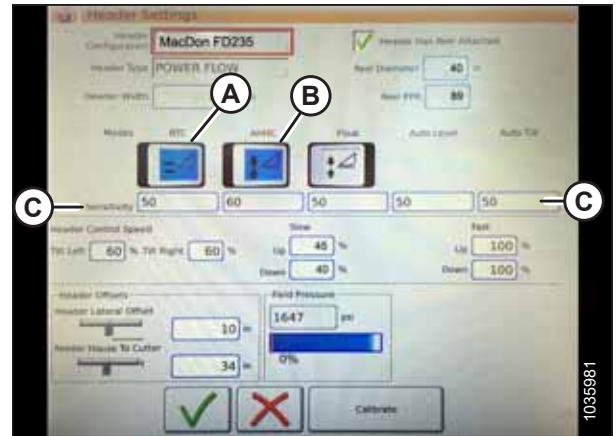 Header Settings
Header Configuration MacDon FD235
Header Has Reel Attached
Header Type POWER FLOW
Reel Diameter 40 in
Header Width
Reel PPR 89
A
B
Modes RTC AHHC Float Auto Level Auto Tilt
C Sensitivity 50 60 50 50 50 C
Header Control Speed
Slow
Fast
Tilt Left 60 % Tilt Right 60 %
Up 45 %
Up 100 %
Down 40 %
Down 100 %
Header Offsets
Header Lateral Offset
10 in
Feeder House To Cutter
34 in
Field Pressure
1647 psi
0%
Calibrate
1035981